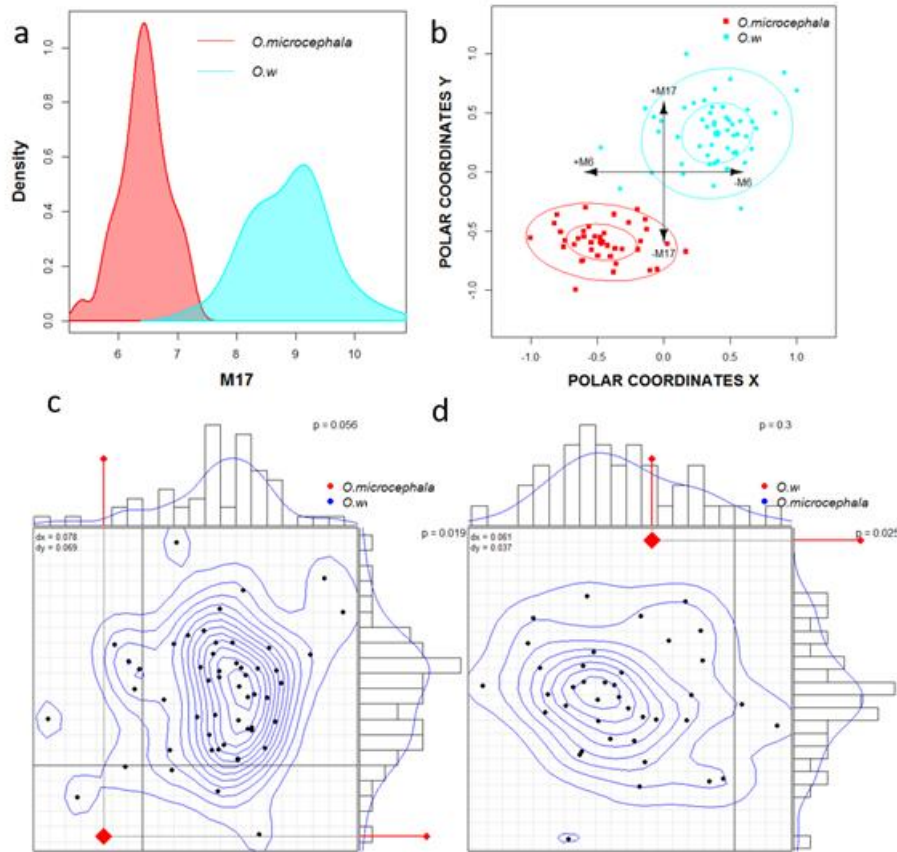 a
O.microcephala
O.w
Density
0.0
0.2
0.4
0.6
0.8
1.0
6
7
8
9
10
M17
b
O.microcephala
O.w
POLAR COORDINATES Y
1.0
0.5
0.0
-0.5
-1.0
+M17
+M6
-M6
-M17
-1.0
-0.5
0.0
0.5
1.0
POLAR COORDINATES X
c
p = 0.056
O.microcephala
O.w
dx = 0.078
dy = 0.069
p = 0.019
d
p = 0.3
O.w
O.microcephala
dx = 0.061
dy = 0.037
p = 0.025